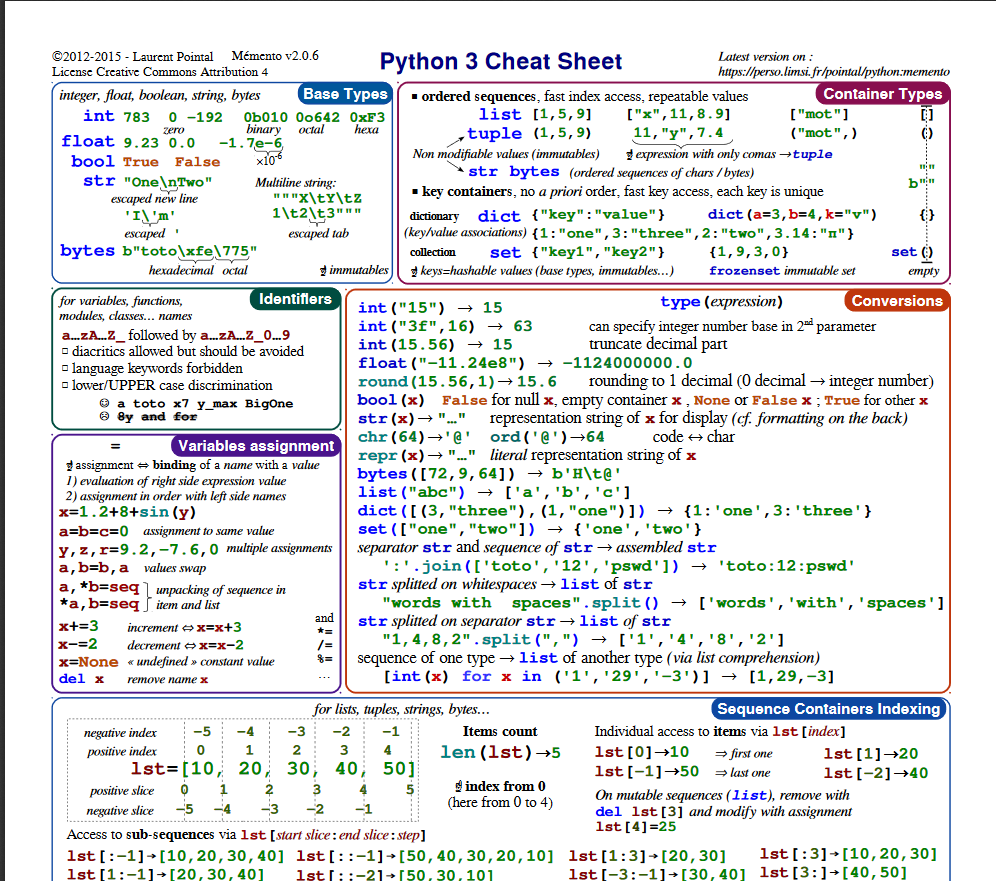 ©2012-2015 - Laurent Pointal Mémento v2.0.6
License Creative Commons Attribution 4
Python 3 Cheat Sheet
Latest version on :
https://perso.limsi.fr/pointal/python:memento
integer, float, boolean, string, bytes Base Types
int 783 0 -192 0b010 0o642 0xF3
zero binary octal hexa
float 9.23 0.0 -1.7e-6
×10-6
bool True False
str "One\nTwo"
escaped new line
'I\'m'
escaped '
Multiline string:
"""X\tY\tZ
1\t2\t3"""
escaped tab
bytes b"toto\xfe\775"
hexadecimal octal
☝ immutables
▪ ordered sequences, fast index access, repeatable values Container Types
list [1,5,9] ["x",11,8.9] ["mot"] []
tuple (1,5,9) 11,"y",7.4 ("mot",) ()
Non modifiable values (immutables) ☝ expression with only comas →tuple
str bytes (ordered sequences of chars / bytes) ""
b""
▪ key containers, no a priori order, fast key access, each key is unique
dictionary dict {"key":"value"} dict(a=3,b=4,k="v") {}
(key/value associations) {1:"one",3:"three",2:"two",3.14:"π"}
collection set {"key1","key2"} {1,9,3,0} set()
☝ keys=hashable values (base types, immutables…) frozenset immutable set empty
Identifiers
for variables, functions,
modules, classes… names
a…zA…Z_ followed by a…zA…Z_0…9
□ diacritics allowed but should be avoided
□ language keywords forbidden
□ lower/UPPER case discrimination
☺ a toto x7 y_max BigOne
☹ 8y and for
= Variables assignment
☝ assignment ⇔ binding of a name with a value
1) evaluation of right side expression value
2) assignment in order with left side names
x=1.2+8+sin(y)
a=b=c=0 assignment to same value
y,z,r=9.2,-7.6,0 multiple assignments
a,b=b,a values swap
a,*b=seq
*a,b=seq
unpacking of sequence in
item and list
x+=3 increment ⇔ x=x+3
x-=2 decrement ⇔ x=x-2
x=None « undefined » constant value
del x remove name x
and
*=
/=
%=
…
Conversions
int("15") → 15 type(expression)
int("3f",16) → 63 can specify integer number base in 2nd parameter
int(15.56) → 15 truncate decimal part
float("-11.24e8") → -1124000000.0
round(15.56,1)→ 15.6 rounding to 1 decimal (0 decimal → integer number)
bool(x) False for null x, empty container x , None or False x ; True for other x
str(x)→ "…" representation string of x for display (cf. formatting on the back)
chr(64)→'@' ord('@')→64 code ↔ char
repr(x)→ "…" literal representation string of x
bytes([72,9,64]) → b'H\t@'
list("abc") → ['a','b','c']
dict([(3,"three"),(1,"one")]) → {1:'one',3:'three'}
set(["one","two"]) → {'one','two'}
separator str and sequence of str → assembled str
':'.join(['toto','12','pswd']) → 'toto:12:pswd'
str splitted on whitespaces → list of str
"words with  spaces".split() → ['words','with','spaces']
str splitted on separator str → list of str
"1,4,8,2".split(",") → ['1','4','8','2']
sequence of one type → list of another type (via list comprehension)
[int(x) for x in ('1','29','-3')] → [1,29,-3]
for lists, tuples, strings, bytes… Sequence Containers Indexing
negative index -5 -4 -3 -2 -1
positive index 0 1 2 3 4
lst=[10, 20, 30, 40, 50]
positive slice 0 1 2 3 4 5
negative slice -5 -4 -3 -2 -1
Items count
len(lst)→5
☝ index from 0
(here from 0 to 4)
Individual access to items via lst[index]
lst[0]→10 ⇒ first one lst[1]→20
lst[-1]→50 ⇒ last one lst[-2]→40
On mutable sequences (list), remove with
del lst[3] and modify with assignment
lst[4]=25
Access to sub-sequences via lst[start slice:end slice:step]
lst[:-1]→[10,20,30,40] lst[::-1]→[50,40,30,20,10] lst[1:3]→[20,30] lst[:3]→[10,20,30]
lst[1:-1]→[20,30,40] lst[::-2]→[50,30,10] lst[-3:-1]→[30,40] lst[3:]→[40,50]